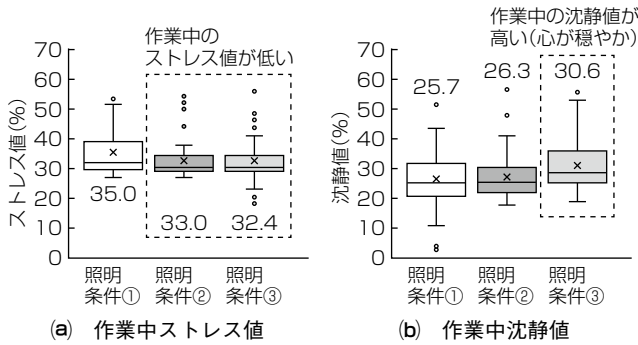 作業中の
ストレス値が低い
70
60
50
40
30
20
10
0
ストレス値(%)
35.0
33.0
32.4
照明
条件①
照明
条件②
照明
条件③
(a) 作業中ストレス値
作業中の沈静値が
高い(心が穏やか)
70
60
50
40
30
20
10
0
沈静値(%)
25.7
26.3
30.6
照明
条件①
照明
条件②
照明
条件③
(b) 作業中沈静値